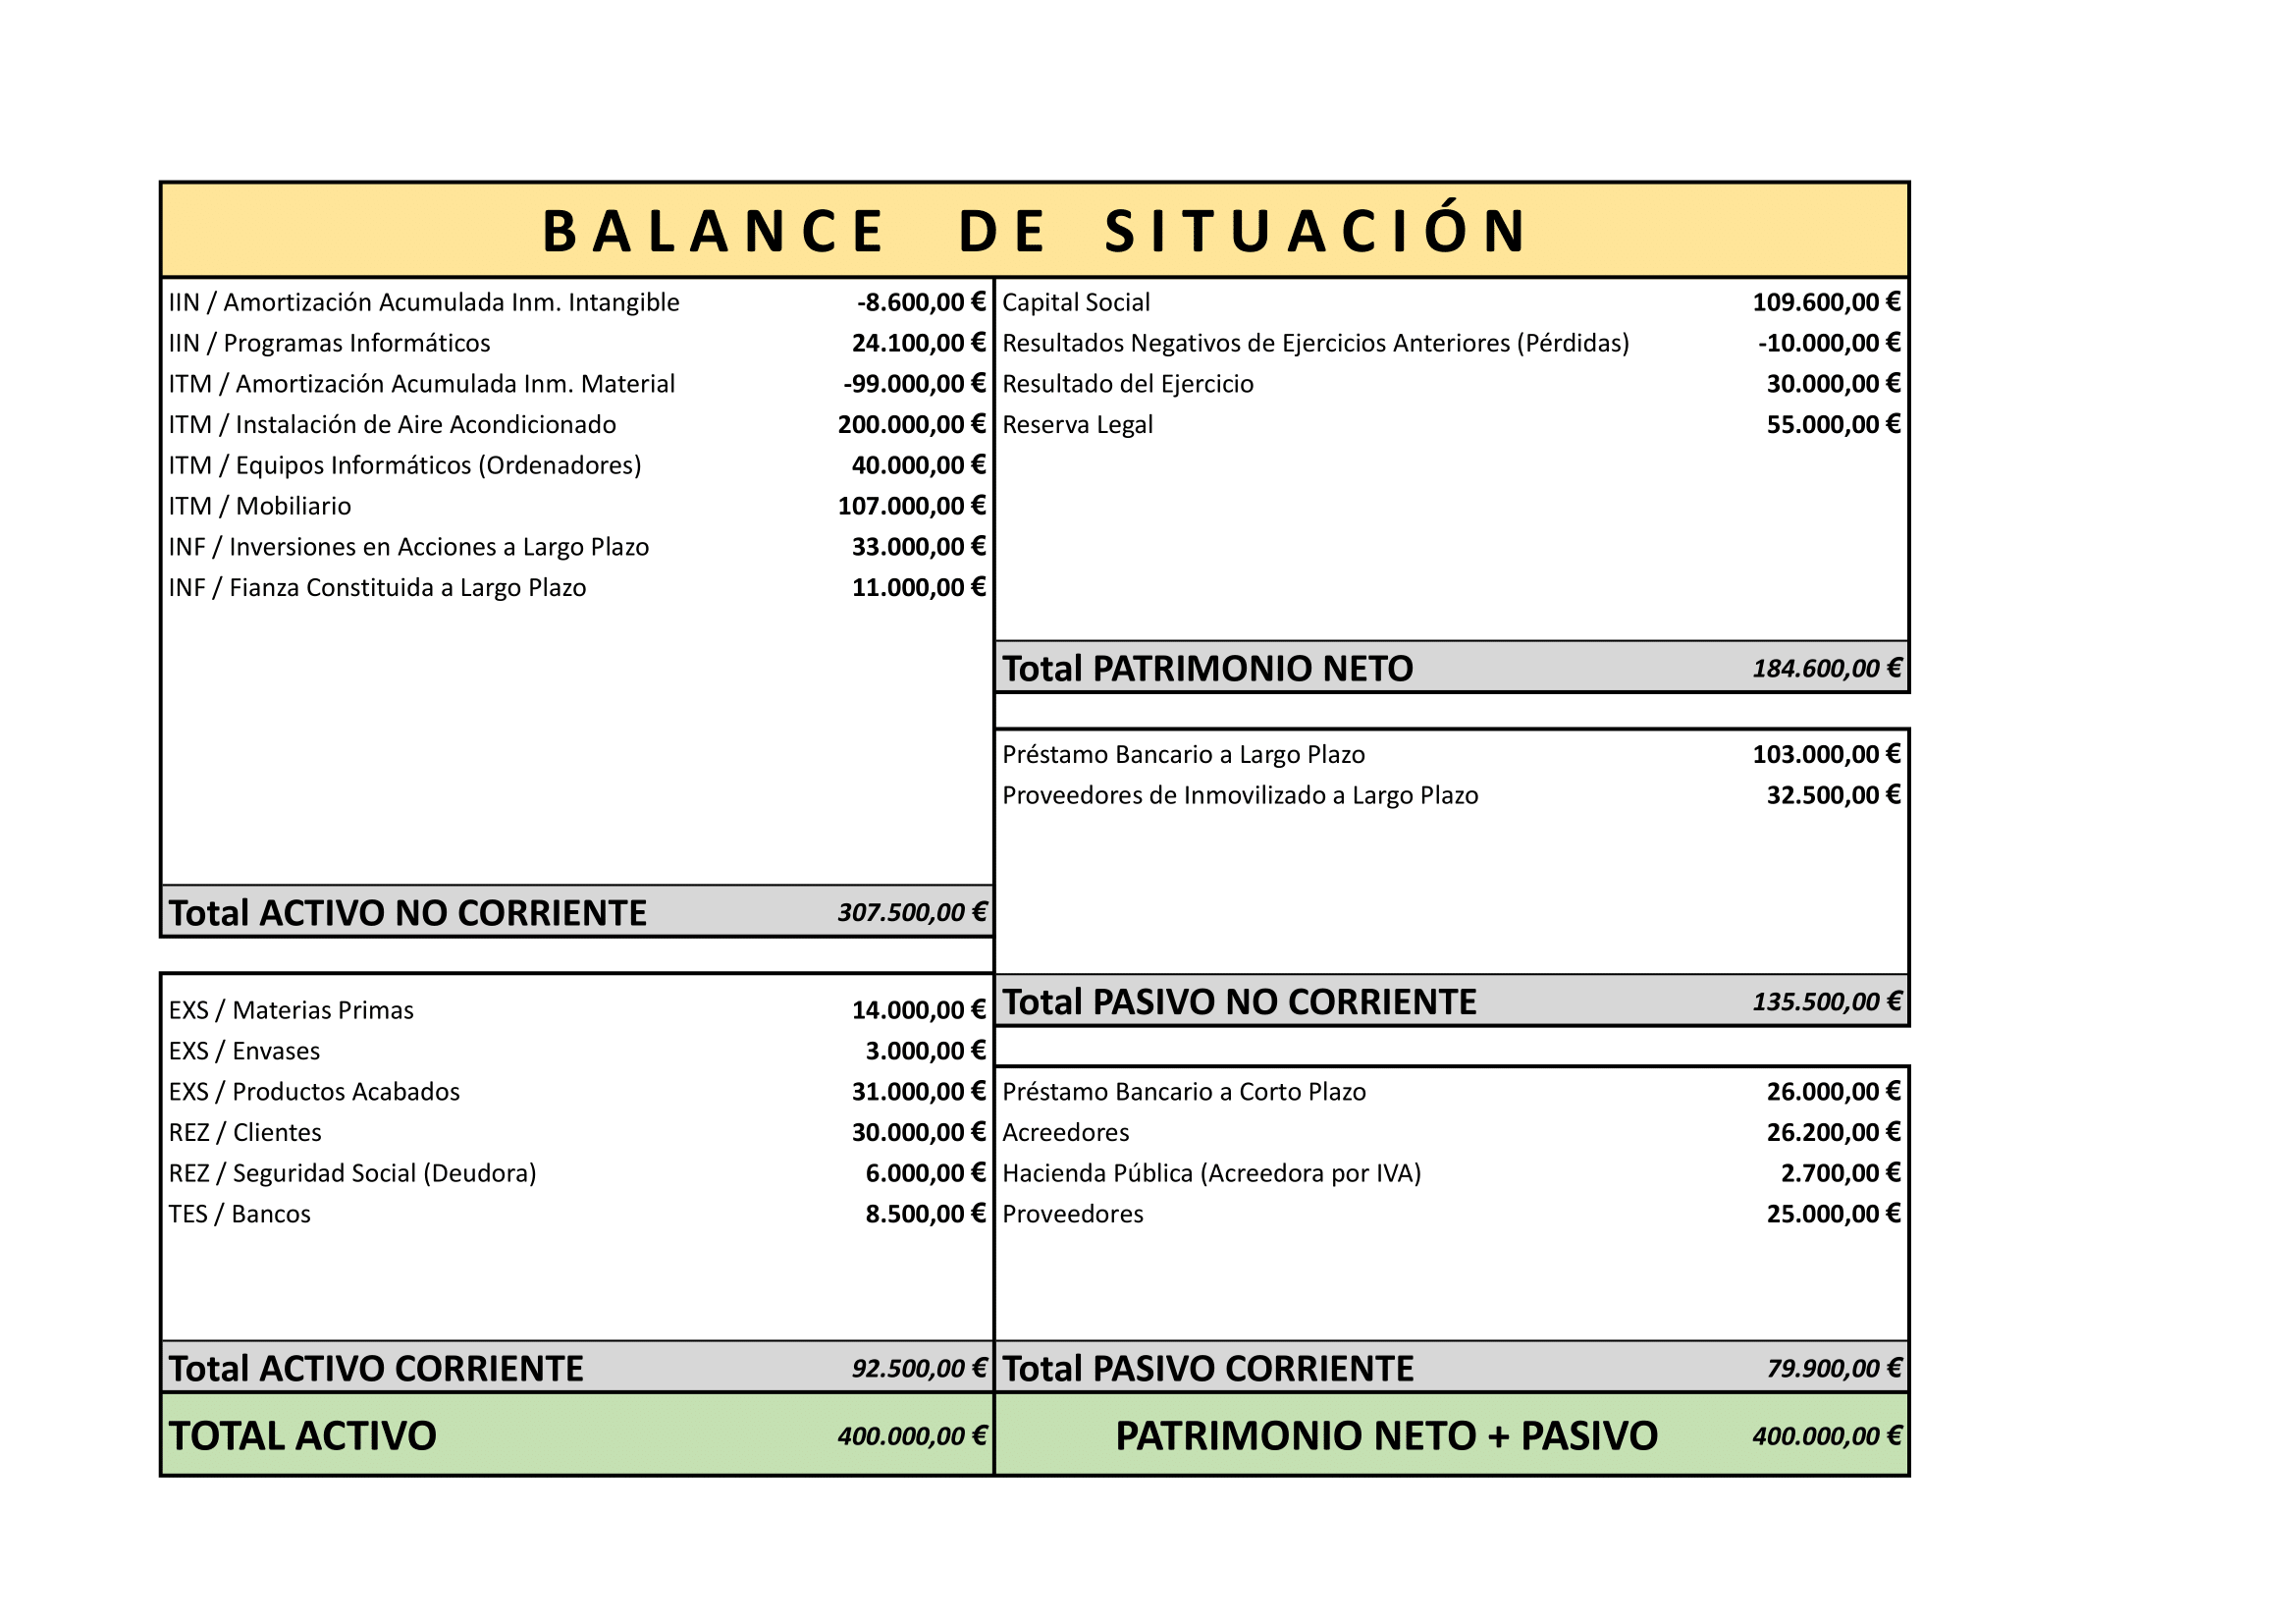 BALANCE DE SITUACIÓN
IIN / Amortización Acumulada Inm. Intangible -8.600,00 €
IIN / Programas Informáticos 24.100,00 €
ITM / Amortización Acumulada Inm. Material -99.000,00 €
ITM / Instalación de Aire Acondicionado 200.000,00 €
ITM / Equipos Informáticos (Ordenadores) 40.000,00 €
ITM / Mobiliario 107.000,00 €
INF / Inversiones en Acciones a Largo Plazo 33.000,00 €
INF / Fianza Constituida a Largo Plazo 11.000,00 €
Total ACTIVO NO CORRIENTE 307.500,00 €
EXS / Materias Primas 14.000,00 €
EXS / Envases 3.000,00 €
EXS / Productos Acabados 31.000,00 €
REZ / Clientes 30.000,00 €
REZ / Seguridad Social (Deudora) 6.000,00 €
TES / Bancos 8.500,00 €
Total ACTIVO CORRIENTE 92.500,00 €
TOTAL ACTIVO 400.000,00 €
Capital Social 109.600,00 €
Resultados Negativos de Ejercicios Anteriores (Pérdidas) -10.000,00 €
Resultado del Ejercicio 30.000,00 €
Reserva Legal 55.000,00 €
Total PATRIMONIO NETO 184.600,00 €
Préstamo Bancario a Largo Plazo 103.000,00 €
Proveedores de Inmovilizado a Largo Plazo 32.500,00 €
Total PASIVO NO CORRIENTE 135.500,00 €
Préstamo Bancario a Corto Plazo 26.000,00 €
Acreedores 26.200,00 €
Hacienda Pública (Acreedora por IVA) 2.700,00 €
Proveedores 25.000,00 €
Total PASIVO CORRIENTE 79.900,00 €
PATRIMONIO NETO + PASIVO 400.000,00 €